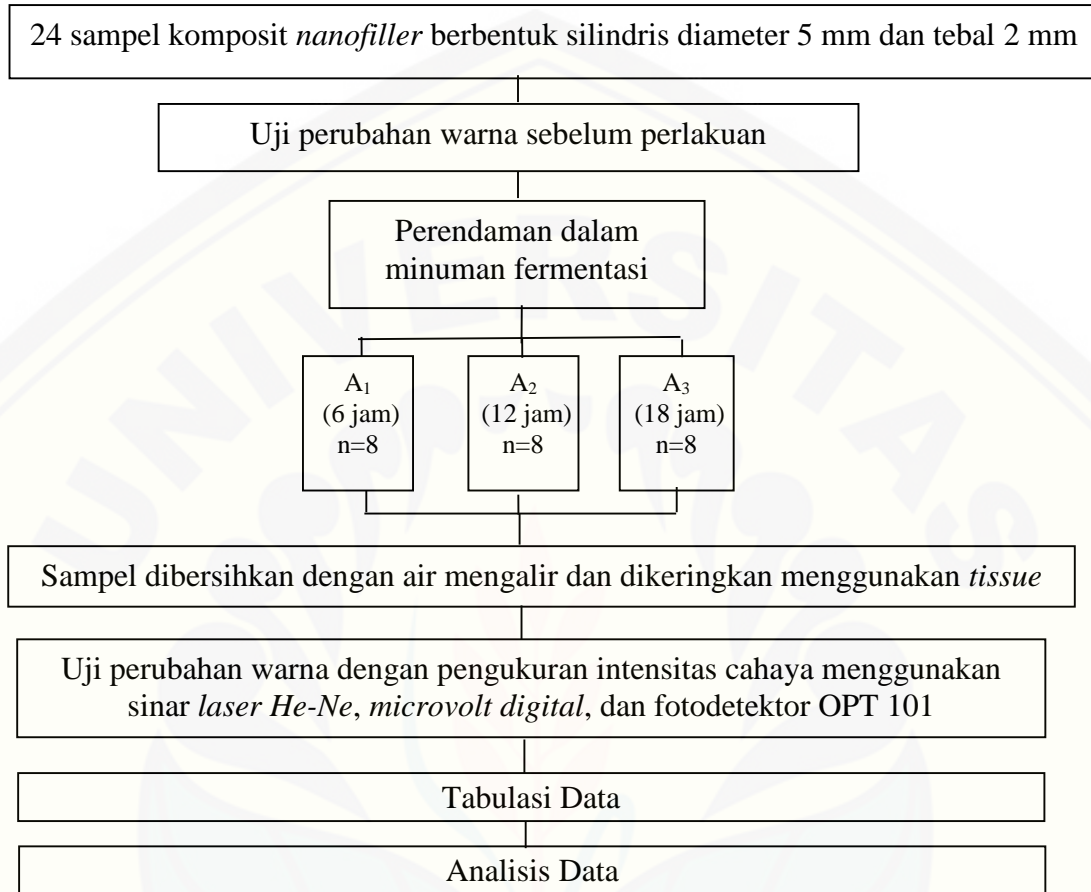 24 sampel komposit nanofiller berbentuk silindris diameter 5 mm dan tebal 2 mm
Uji perubahan warna sebelum perlakuan
Perendaman dalam
minuman fermentasi
A₁
(6 jam)
n=8
A₂
(12 jam)
n=8
A₃
(18 jam)
n=8
Sampel dibersihkan dengan air mengalir dan dikeringkan menggunakan tissue
Uji perubahan warna dengan pengukuran intensitas cahaya menggunakan
sinar laser He-Ne, microvolt digital, dan fotodetektor OPT 101
Tabulasi Data
Analisis Data
UNIVERSITAS